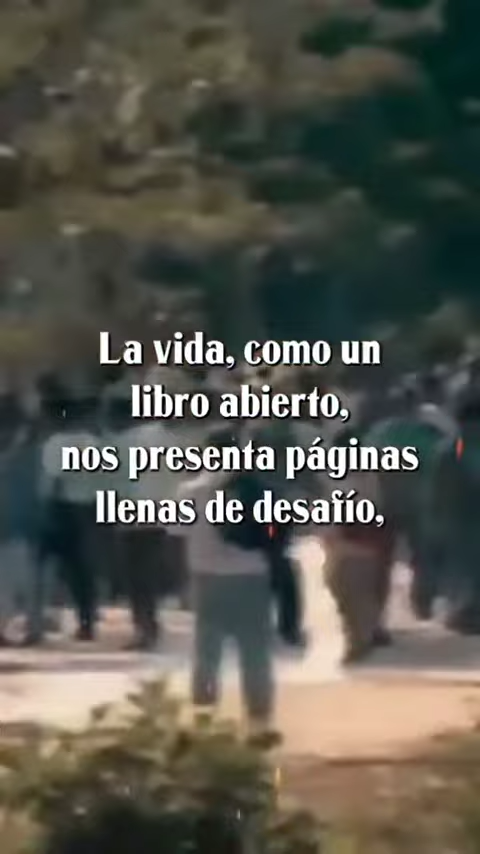 La vida, como un
libro abierto,
nos presenta páginas
llenas de desafío,